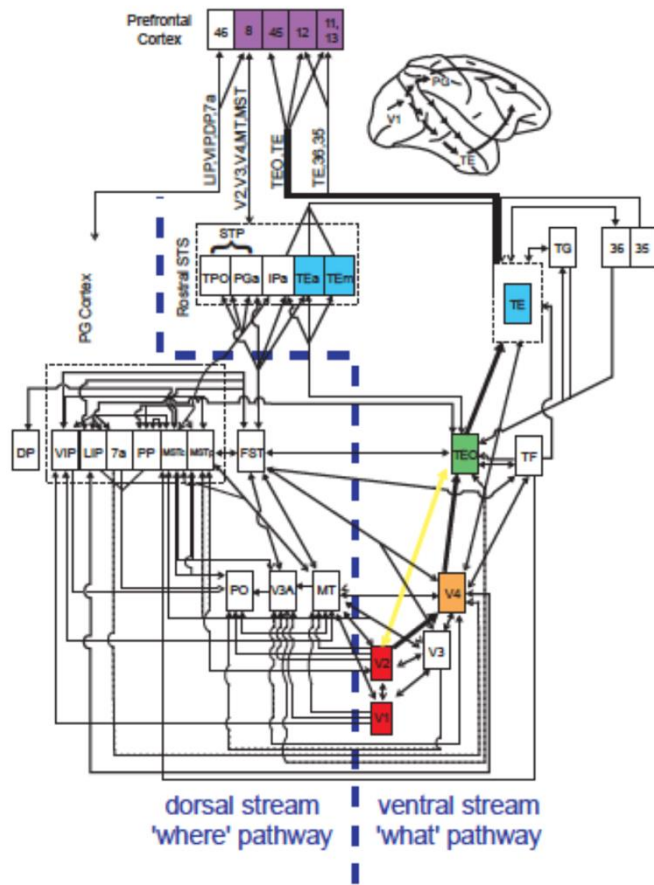 Prefrontal
Cortex
46
8
45
12
11,
13
PG
V1
TE
LIP,VIP,DP,7a
V2,V3,V4,MT,MST
TEO,TE
TE,36,35
PG Cortex
Rostral STS
STP
TPO
PGa
IPa
TEa
TEm
TE
TG
36
35
DP
VIP
LIP
7a
PP
MSTp
FST
TEO
TF
PO
V3A
MT
V4
V2
V3
V1
dorsal stream
'where' pathway
ventral stream
'what' pathway